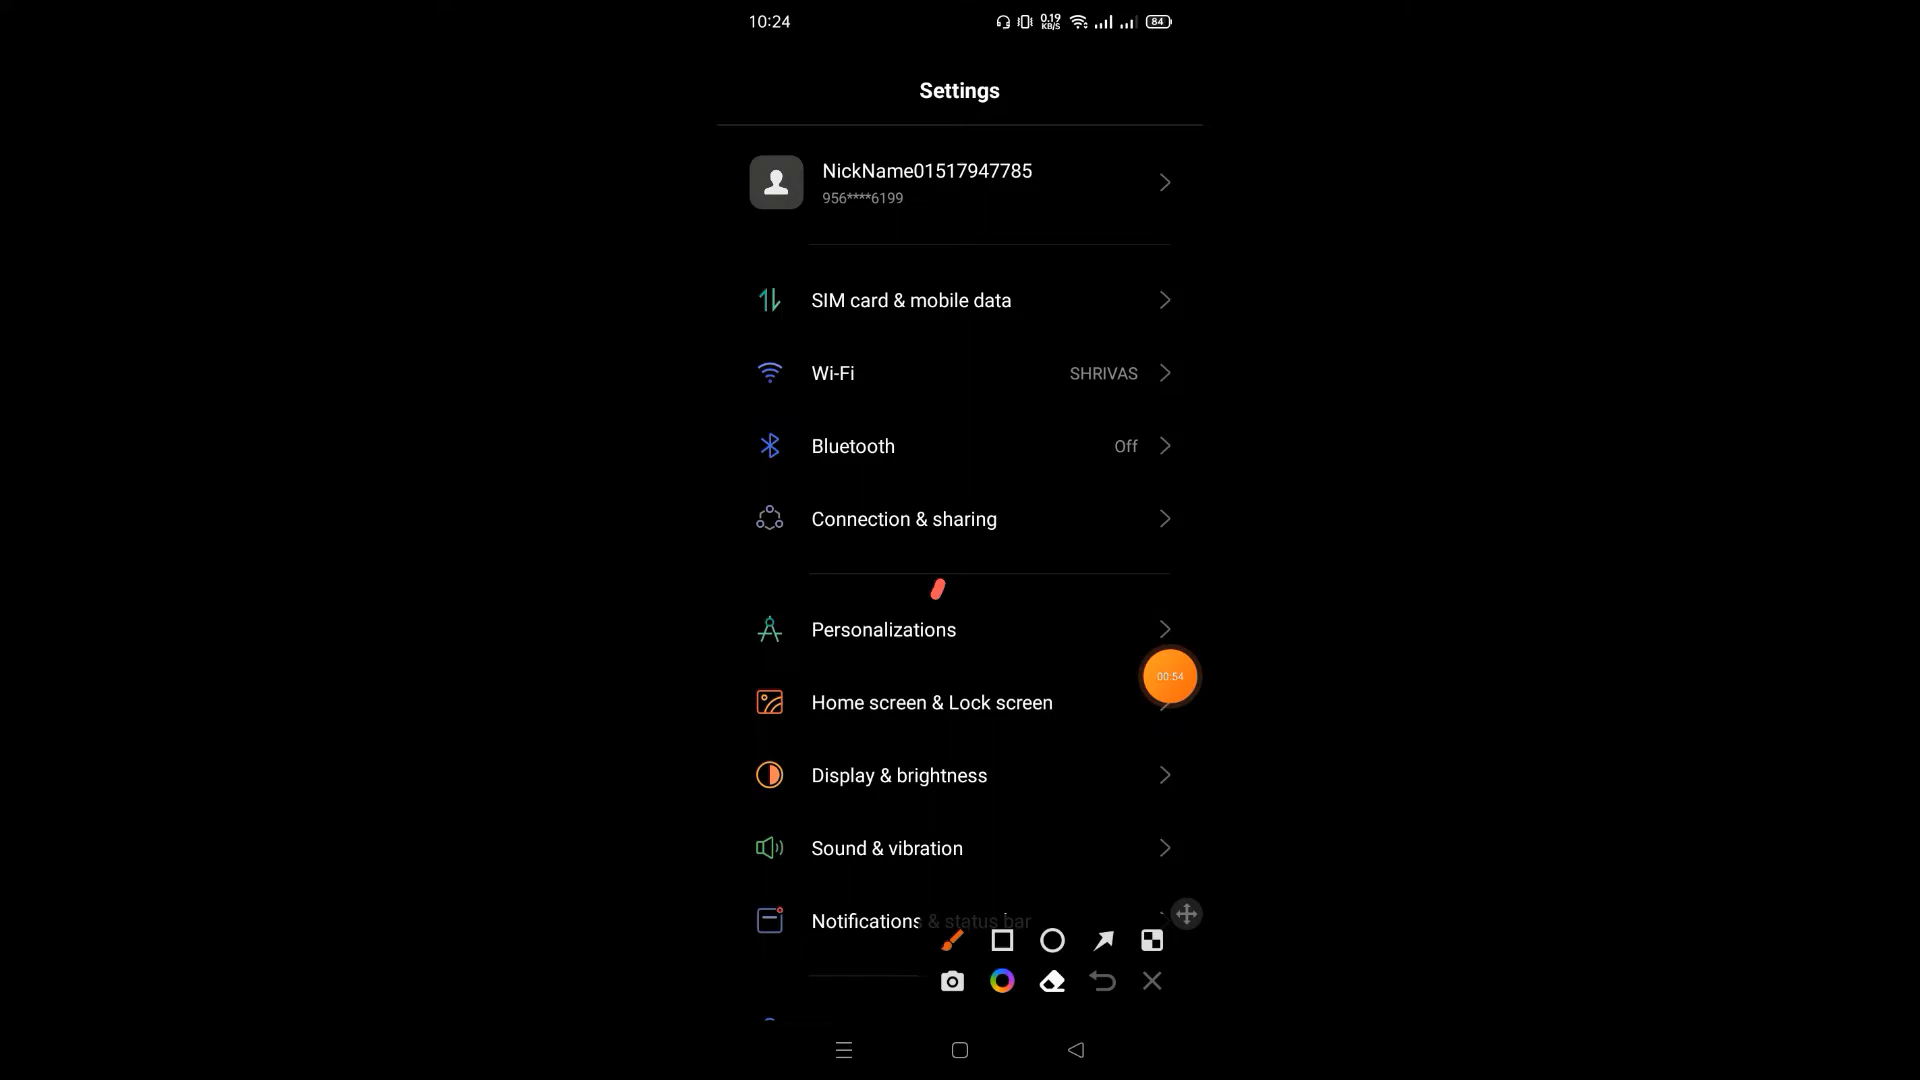 10:24
0.19 KB/S
84
Settings
NickName01517947785
956****6199
SIM card & mobile data
Wi-Fi SHRIVAS
Bluetooth Off
Connection & sharing
Personalizations
00:54
Home screen & Lock screen
Display & brightness
Sound & vibration
Notifications & status bar